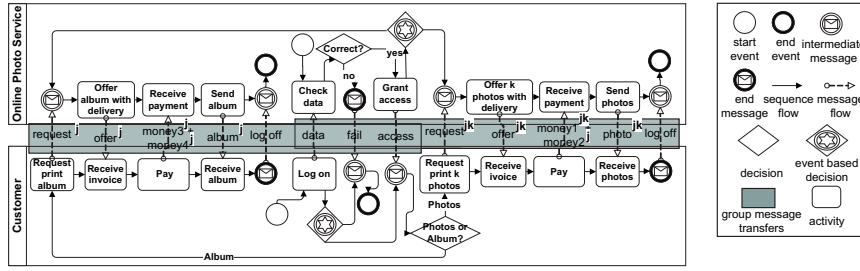 Online Photo Service
Correct?
yes
no
Offer
album with
delivery
Receive
payment
Send
album
Check
data
Grant
access
Offer k
photos with
delivery
Receive
payment
Send
photos
request j
offer j
money3 j
money4
album j
log off j
data
fail
access
request jk
offer jk
money1 jk
money2
photo jk
log off
Customer
Request
print
album
Receive
invoice
Pay
Receive
album
Log on
Request
print k
photos
Receive
ivoice
Pay
Receive
photos
Photos
Photos or
Album?
Album
start
event
end
event
intermediate
message
end
message
sequence
flow
message
flow
decision
event based
decision
group message
transfers
activity